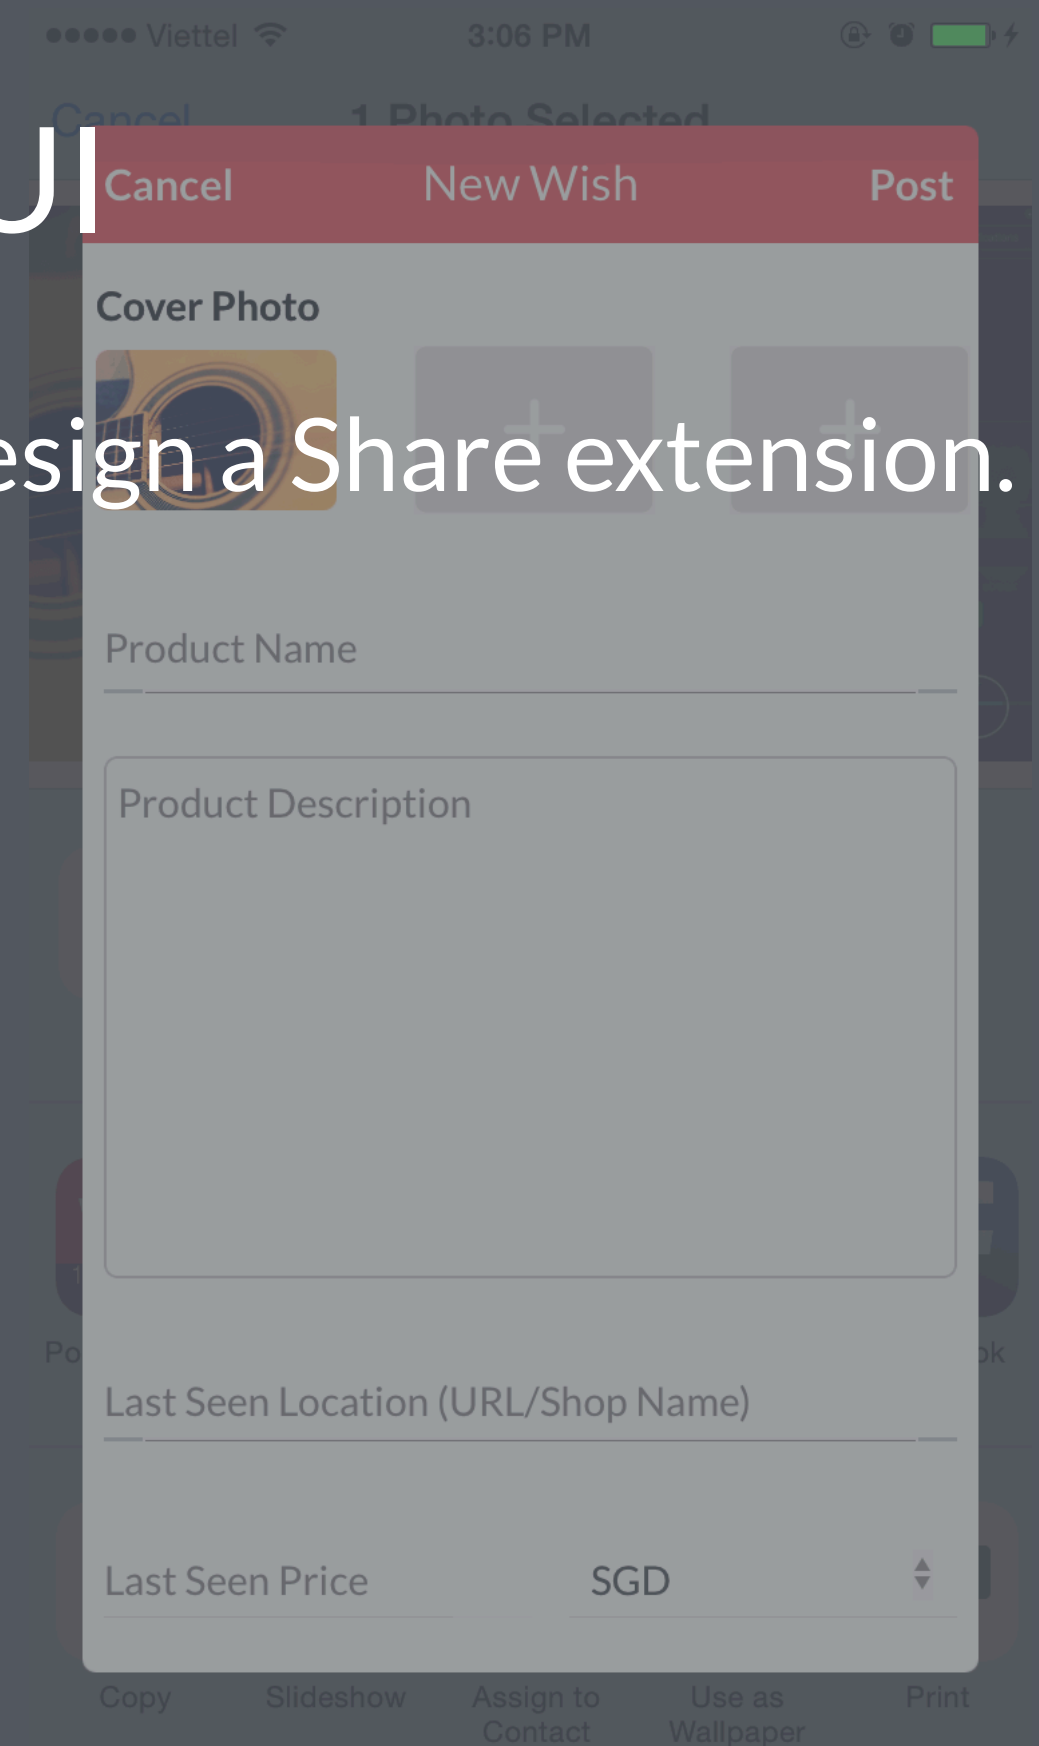 Viettel 3:06 PM
Cancel 1 Photo Selected
UI
Cancel New Wish Post
Cover Photo
esign a Share extension.
Product Name
Product Description
Po ok
Last Seen Location (URL/Shop Name)
Last Seen Price SGD
Copy Slideshow Assign to Use as Print
Contact Wallpaper